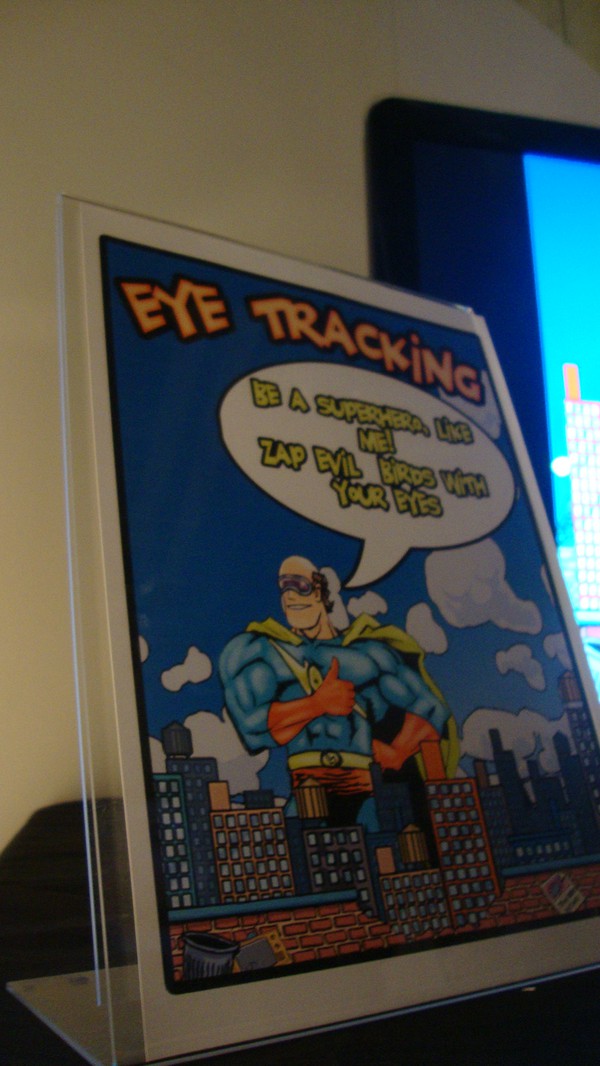 EYE TRACKING
BE A SUPERHERO, LIKE
ME!
ZAP EVIL BIRDS WITH
YOUR EYES